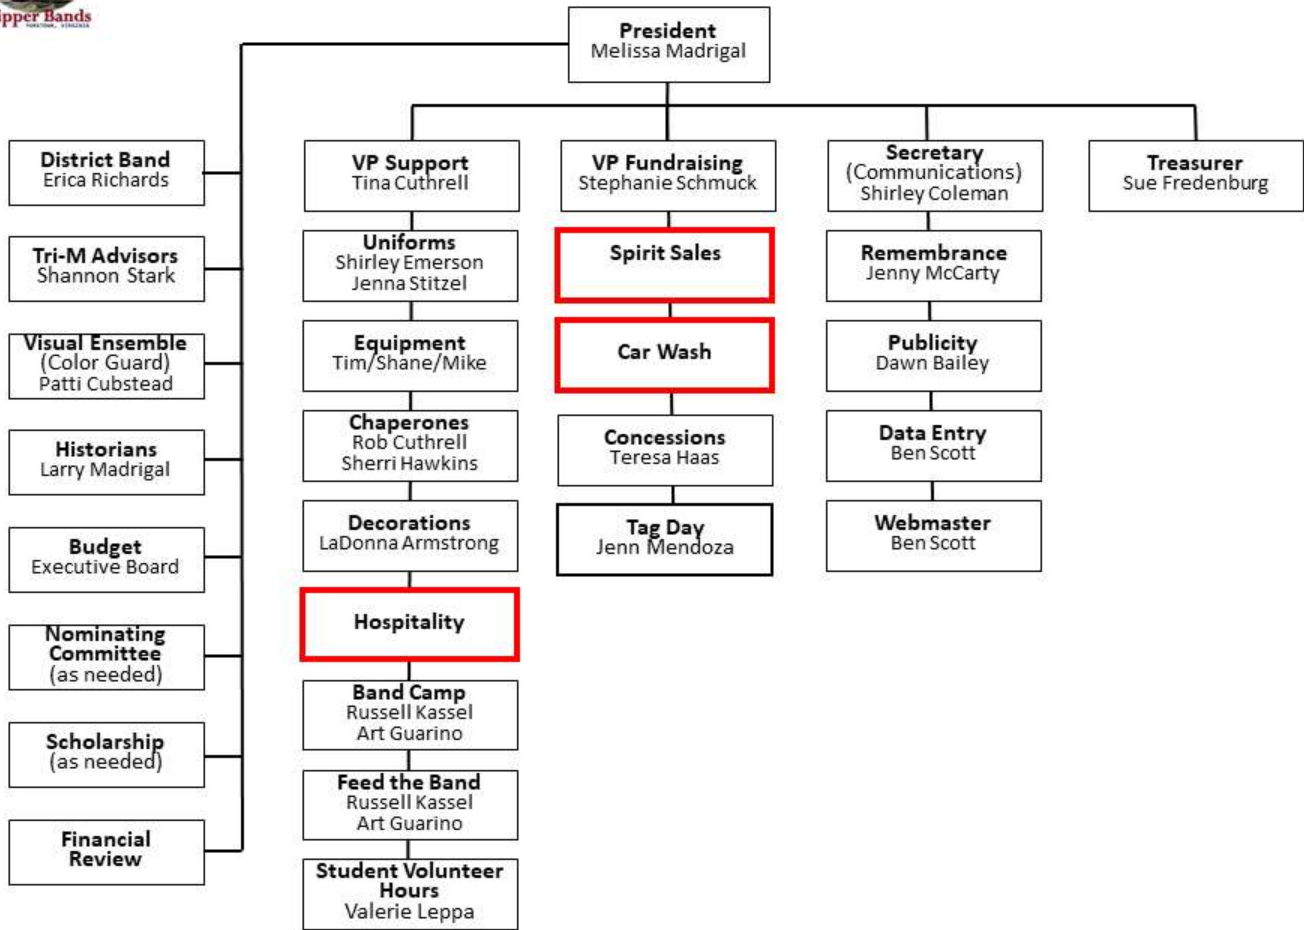 Bands
YORKTOWN, VIRGINIA
President
Melissa Madrigal
District Band
Erica Richards
Tri-M Advisors
Shannon Stark
Visual Ensemble
(Color Guard)
Patti Cubstead
Historians
Larry Madrigal
Budget
Executive Board
Nominating
Committee
(as needed)
Scholarship
(as needed)
Financial
Review
VP Support
Tina Cuthrell
Uniforms
Shirley Emerson
Jenna Stitzel
Equipment
Tim/Shane/Mike
Chaperones
Rob Cuthrell
Sherri Hawkins
Decorations
LaDonna Armstrong
Hospitality
Band Camp
Russell Kassel
Art Guarino
Feed the Band
Russell Kassel
Art Guarino
Student Volunteer
Hours
Valerie Leppa
VP Fundraising
Stephanie Schmuck
Spirit Sales
Car Wash
Concessions
Teresa Haas
Tag Day
Jenn Mendoza
Secretary
(Communications)
Shirley Coleman
Remembrance
Jenny McCarty
Publicity
Dawn Bailey
Data Entry
Ben Scott
Webmaster
Ben Scott
Treasurer
Sue Fredenburg